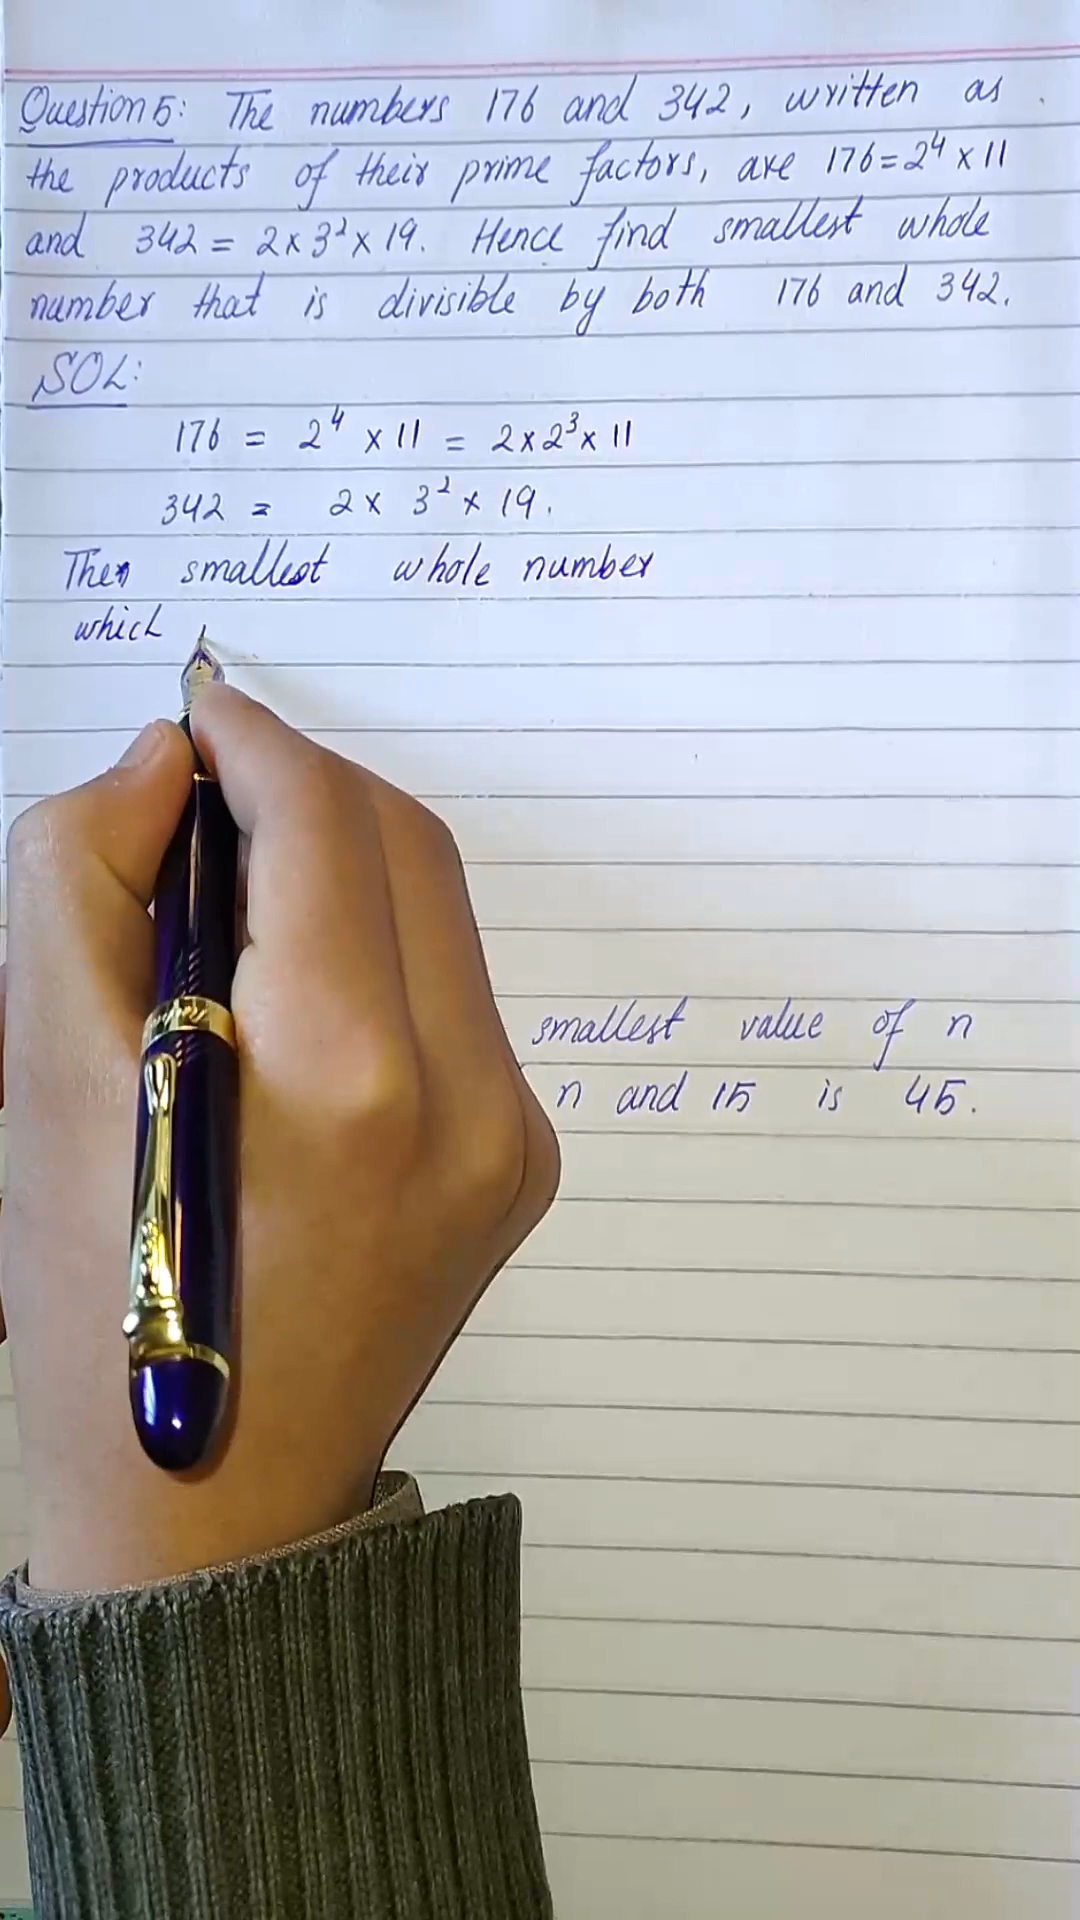 Question 5: The numbers 176 and 342, written as
the products of their prime factors, are 176=2⁴×11
and 342 = 2×3²×19. Hence find smallest whole
number that is divisible by both 176 and 342.
SOL:
176 = 2⁴ × 11 = 2×2³×11
342 = 2× 3² × 19.
Then smallest whole number
which
smallest value of n
n and 15 is 45.